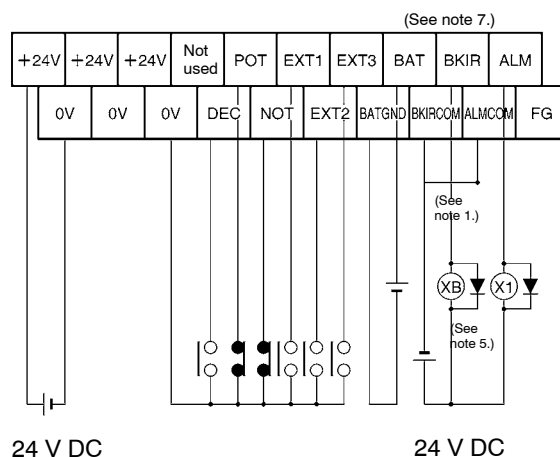 (See note 7.)
+24V +24V +24V Not used POT EXT1 EXT3 BAT BKIR ALM
0V 0V 0V DEC NOT EXT2 BATGND BKIRCOM ALMCOM FG
(See note 1.)
XB X1
(See note 5.)
24 V DC 24 V DC